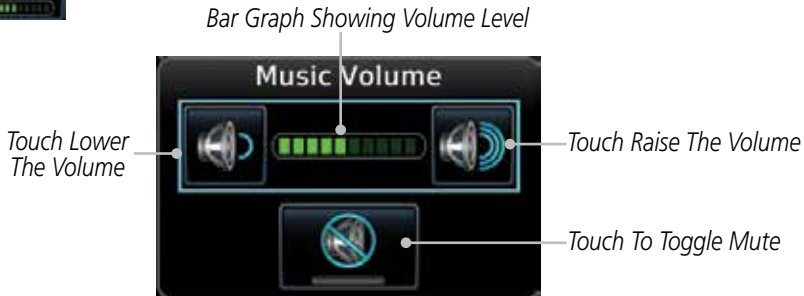 Bar Graph Showing Volume Level
Music Volume
Touch Lower
The Volume
Touch Raise The Volume
Touch To Toggle Mute